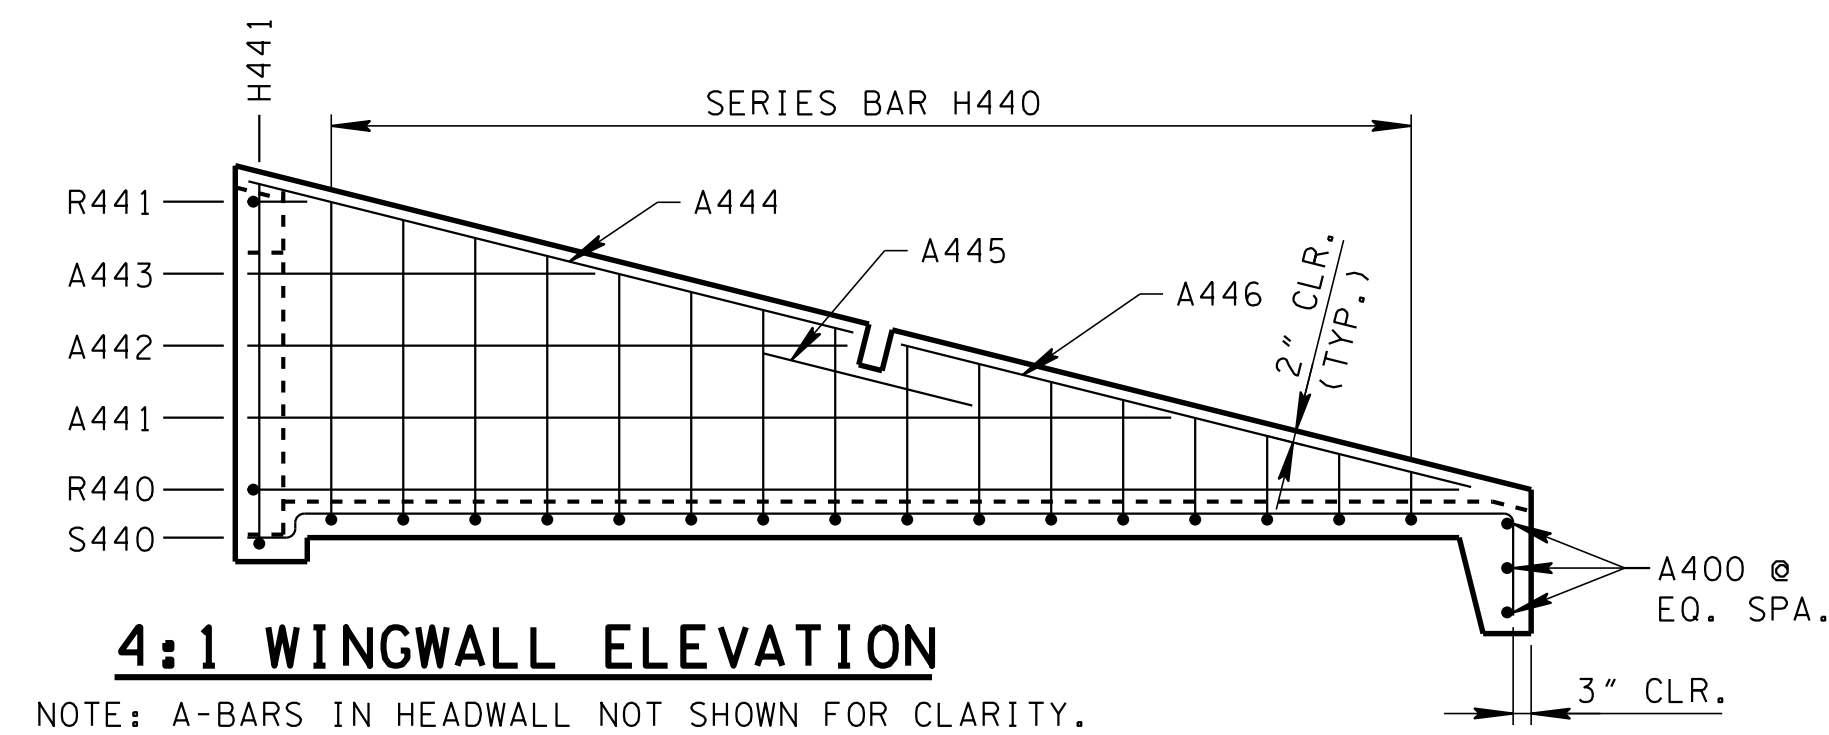 H441
SERIES BAR H440
R441
A444
A445
A443
A446
2" CLR.
(TYP.)
A442
A441
R440
S440
A400 @
EQ. SPA.
4:1 WINGWALL ELEVATION
3" CLR.
NOTE: A-BARS IN HEADWALL NOT SHOWN FOR CLARITY.